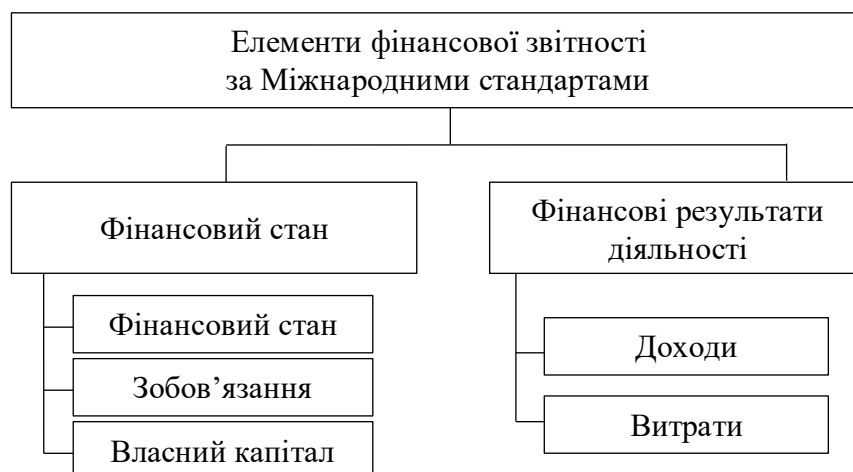 Елементи фінансової звітності
за Міжнародними стандартами
Фінансовий стан
Фінансові результати
діяльності
Фінансовий стан
Зобов’язання
Власний капітал
Доходи
Витрати